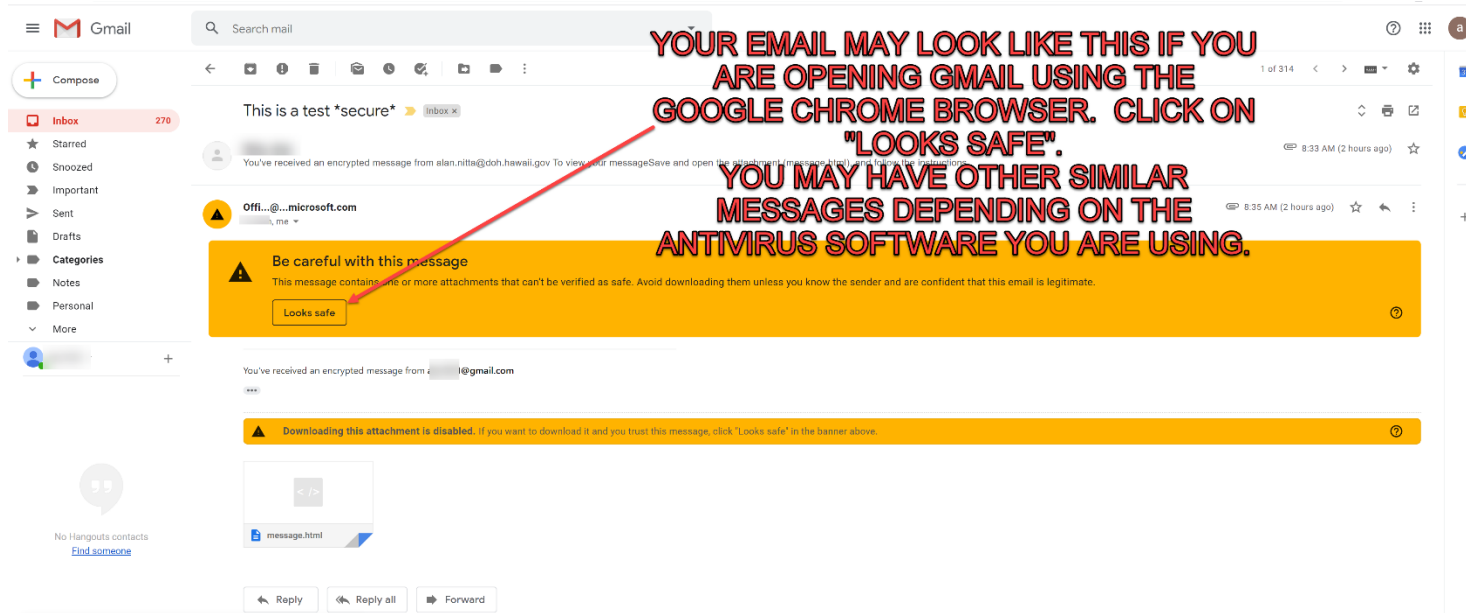 Gmail
Search mail
YOUR EMAIL MAY LOOK LIKE THIS IF YOU
ARE OPENING GMAIL USING THE
GOOGLE CHROME BROWSER. CLICK ON
"LOOKS SAFE".
YOU MAY HAVE OTHER SIMILAR
MESSAGES DEPENDING ON THE
ANTIVIRUS SOFTWARE YOU ARE USING.
a
Compose
1 of 314
Inbox 270
Starred
Snoozed
Important
Sent
Drafts
Categories
Notes
Personal
More
This is a test *secure* Inbox x
8:33 AM (2 hours ago)
You've received an encrypted message from alan.nitta@doh.hawaii.gov To view your messageSave and open the attachment (message.html), and follow the instructions
Offi...@...microsoft.com
8:35 AM (2 hours ago)
, me
Be careful with this message
This message contains one or more attachments that can't be verified as safe. Avoid downloading them unless you know the sender and are confident that this email is legitimate.
Looks safe
You've received an encrypted message from @gmail.com
Downloading this attachment is disabled. If you want to download it and you trust this message, click "Looks safe" in the banner above.
</>
message.html
No Hangouts contacts
Find someone
Reply
Reply all
Forward